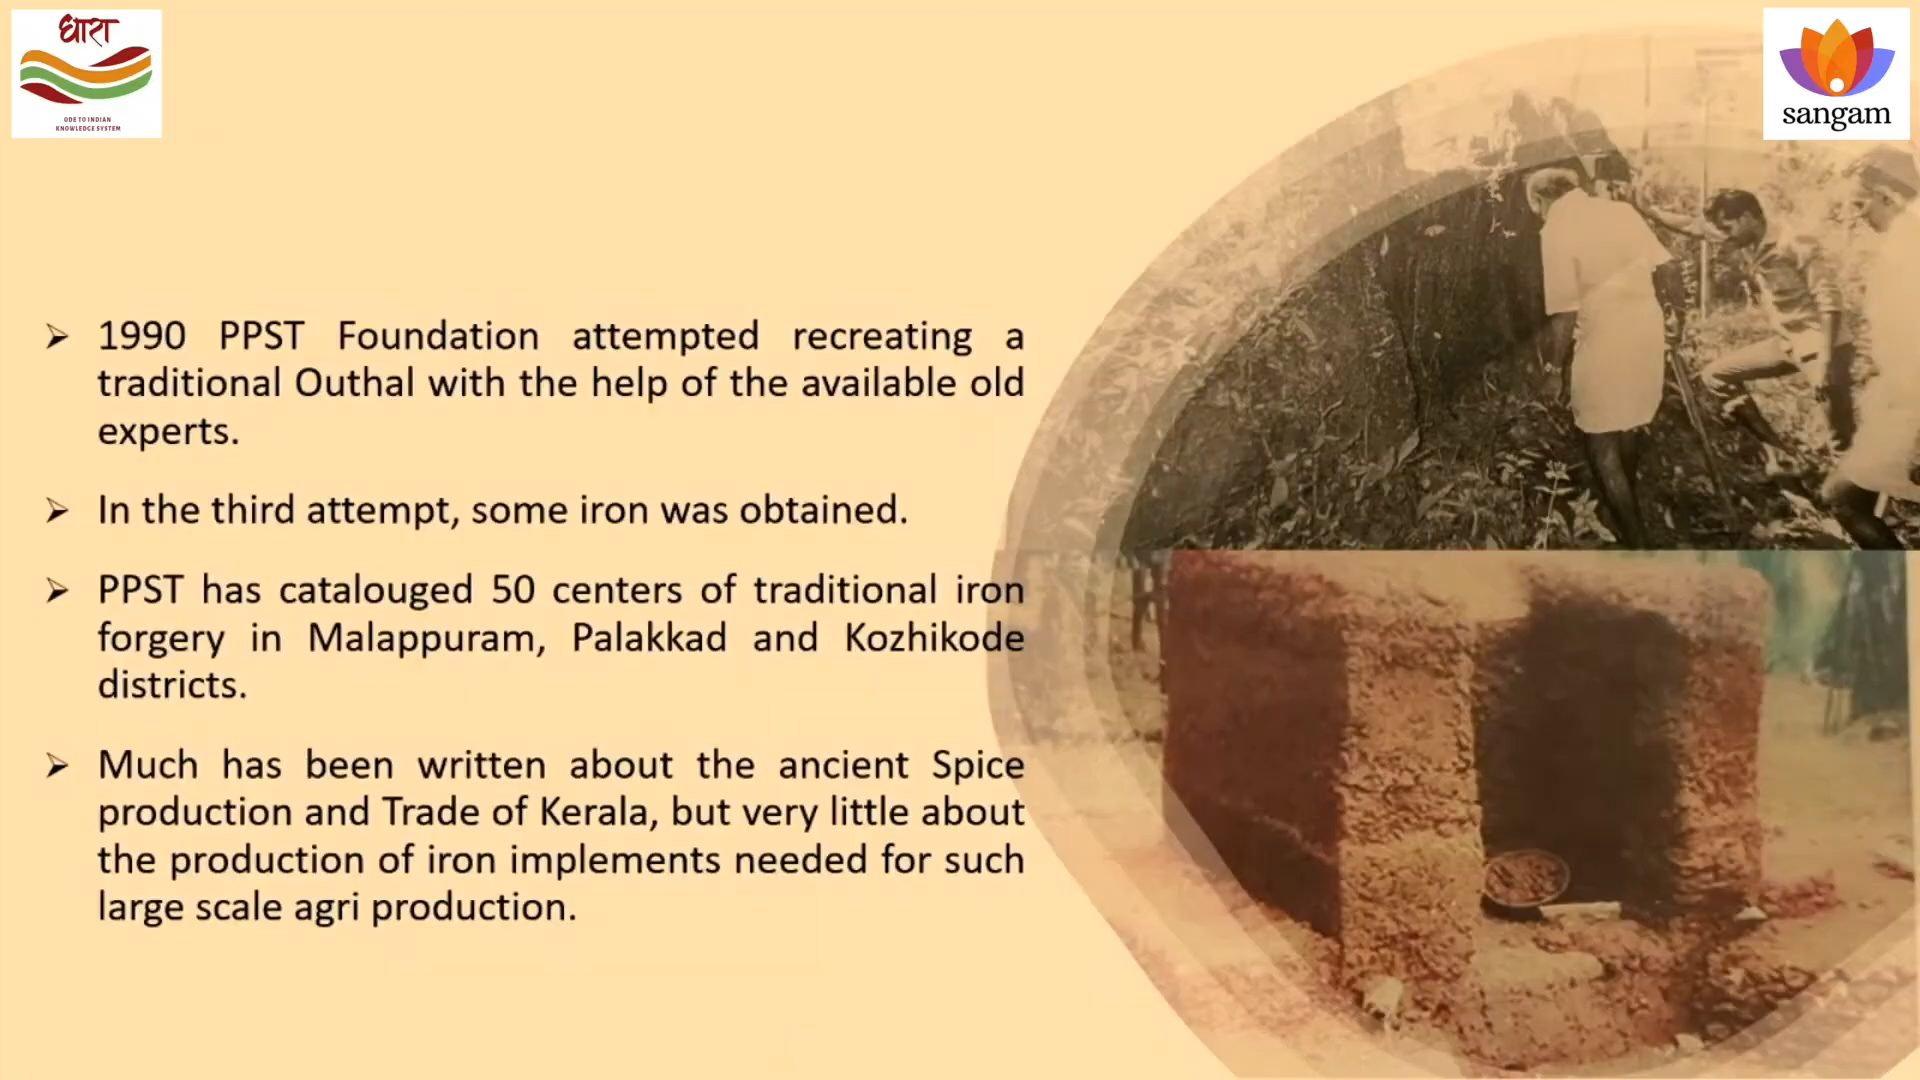 धारा
ODE TO INDIAN
KNOWLEDGE SYSTEM
sangam
➢ 1990 PPST Foundation attempted recreating a
traditional Outhal with the help of the available old
experts.
➢ In the third attempt, some iron was obtained.
➢ PPST has catalouged 50 centers of traditional iron
forgery in Malappuram, Palakkad and Kozhikode
districts.
➢ Much has been written about the ancient Spice
production and Trade of Kerala, but very little about
the production of iron implements needed for such
large scale agri production.